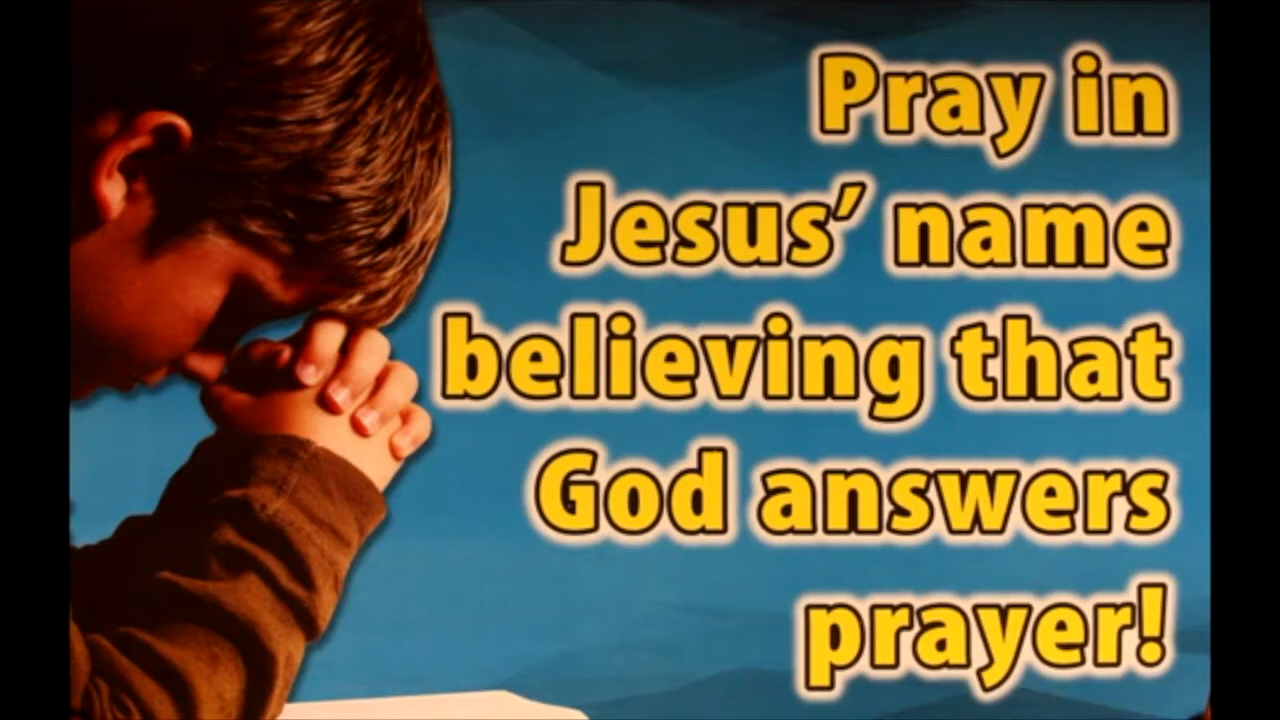 Pray in
Jesus’ name
believing that
God answers
prayer!